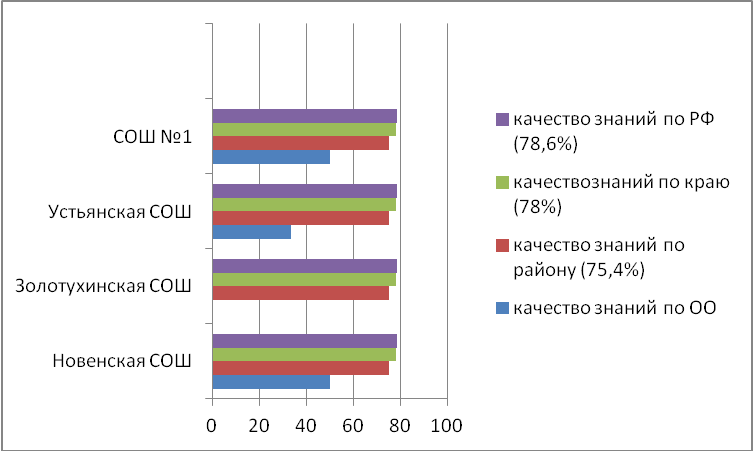 СОШ №1
Устьянская СОШ
Золотухинская СОШ
Новенская СОШ
0 20 40 60 80 100
качество знаний по РФ
(78,6%)
качествознаний по краю
(78%)
качество знаний по
району (75,4%)
качество знаний по ОО